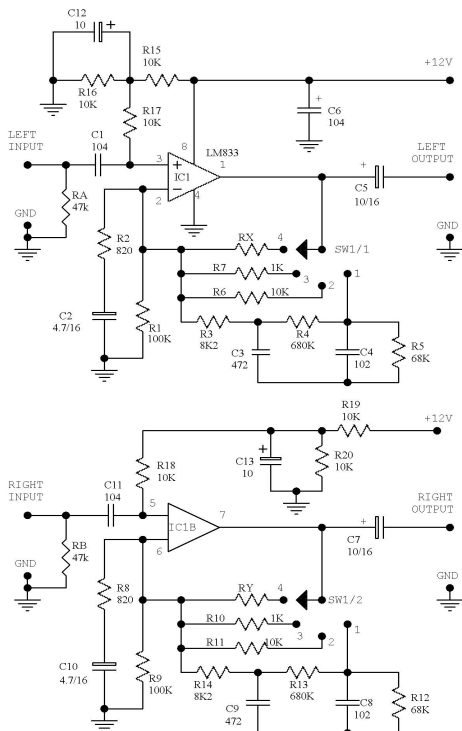 C12
10
R15
10K
+12V
R16
10K
R17
10K
C6
104
LEFT
INPUT
C1
104
8
LM833
LEFT
OUTPUT
3
1
IC1
2
4
C5
10/16
RA
47k
GND
GND
R2
820
RX
4
SW1/1
R7
1K
3
R6
10K
2
1
C2
4.7/16
R1
100K
R3
8K2
R4
680K
C3
472
C4
102
R5
68K
R19
10K
+12V
R18
10K
C13
10
R20
10K
RIGHT
INPUT
C11
104
5
7
RIGHT
OUTPUT
IC1B
6
C7
10/16
RB
47k
GND
GND
R8
820
RY
4
SW1/2
R10
1K
3
R11
10K
2
1
C10
4.7/16
R9
100K
R14
8K2
R13
680K
C9
472
C8
102
R12
68K